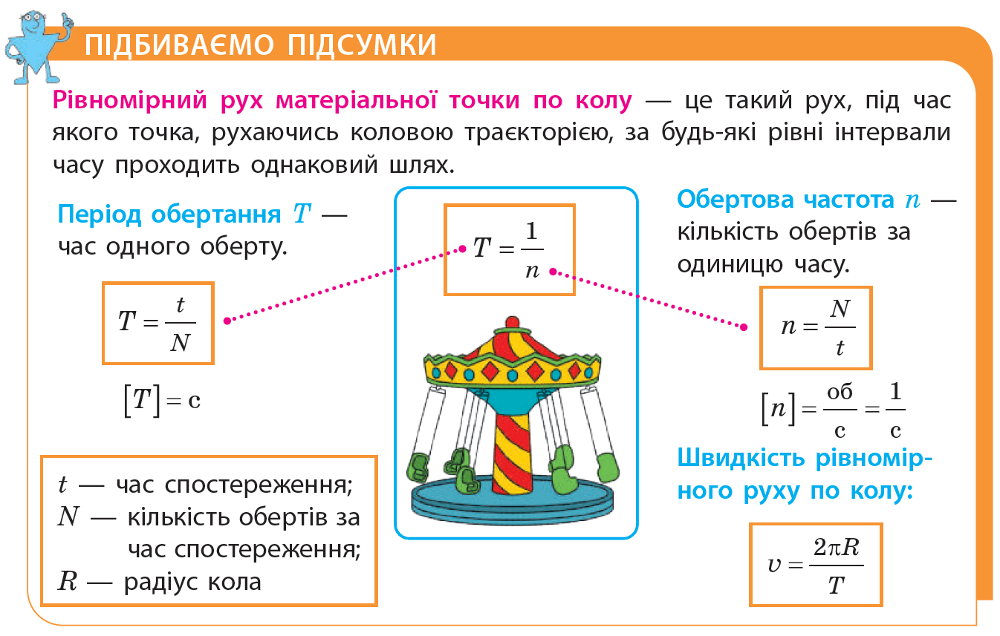 ПІДБИВАЄМО ПІДСУМКИ
Рівномірний рух матеріальної точки по колу — це такий рух, під час
якого точка, рухаючись коловою траєкторією, за будь-які рівні інтервали
часу проходить однаковий шлях.
Період обертання T —
час одного оберту.
T = t/N
[T] = с
t — час спостереження;
N — кількість обертів за
час спостереження;
R — радіус кола
T = 1/n
Обертова частота n —
кількість обертів за
одиницю часу.
n = N/t
[n] = об/с = 1/с
Швидкість рівномір-
ного руху по колу:
v = 2πR/T